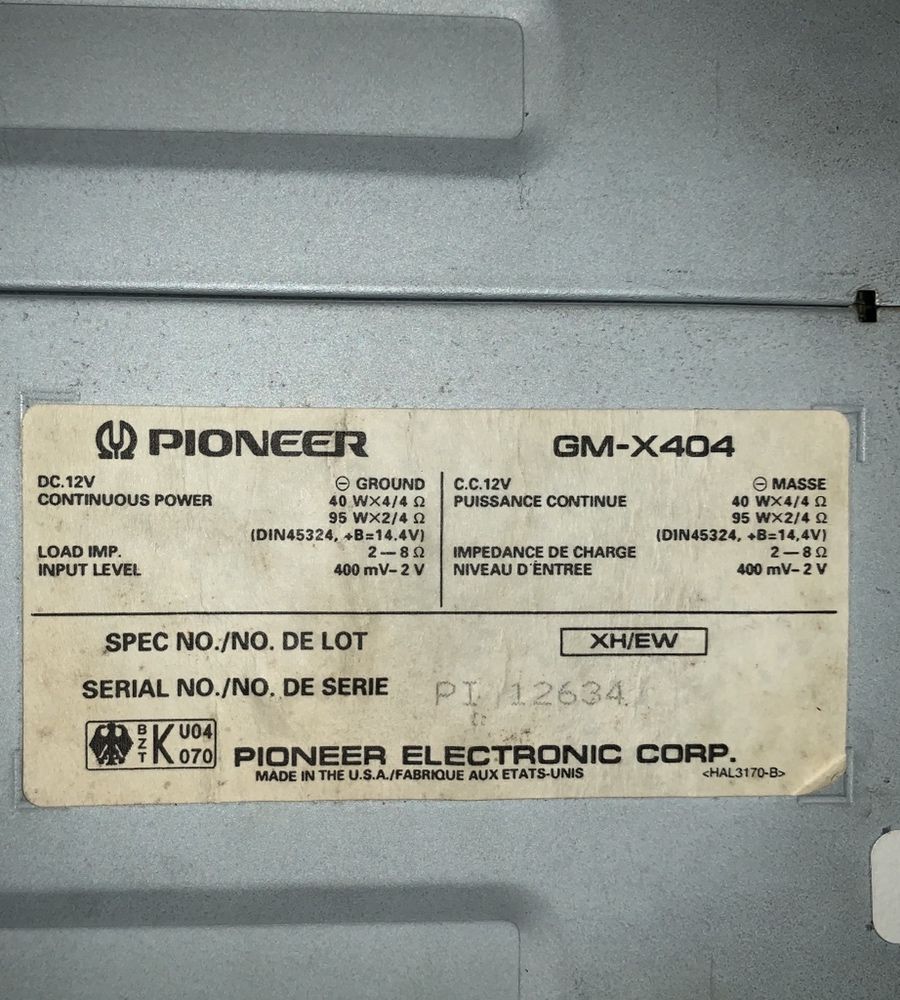 PIONEER
GM-X404
DC.12V ⊖ GROUND
CONTINUOUS POWER 40 W×4/4 Ω
95 W×2/4 Ω
(DIN45324, +B=14.4V)
LOAD IMP. 2—8 Ω
INPUT LEVEL 400 mV–2 V
C.C.12V ⊖ MASSE
PUISSANCE CONTINUE 40 W×4/4 Ω
95 W×2/4 Ω
(DIN45324, +B=14,4V)
IMPEDANCE DE CHARGE 2—8 Ω
NIVEAU D'ENTREE 400 mV–2 V
SPEC NO./NO. DE LOT XH/EW
SERIAL NO./NO. DE SERIE PI 12634
BZT K U04 070
PIONEER ELECTRONIC CORP.
MADE IN THE U.S.A./FABRIQUE AUX ETATS-UNIS <HAL3170-B>